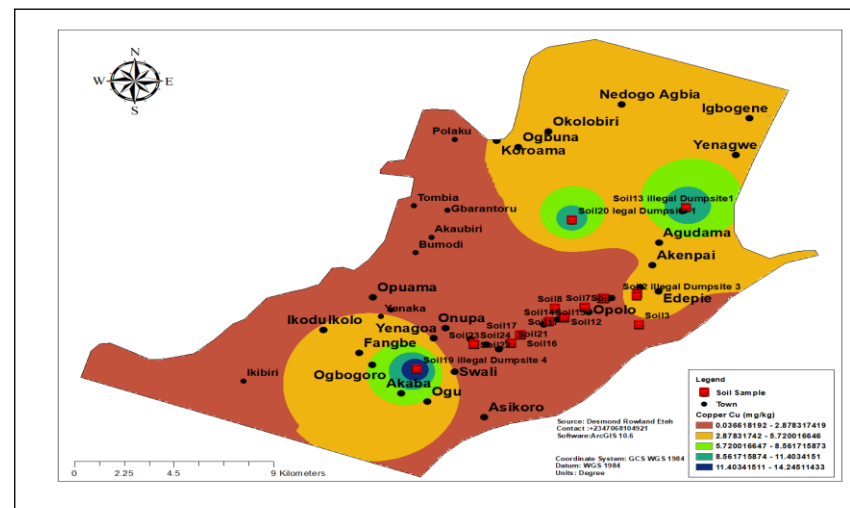 N
W E
S
Nedogo Agbia
Igbogene
Okolobiri
Ogbuna
Koroama
Polaku
Yenagwe
Soil13 illegal Dumpsite1
Soil20 legal Dumpsite 1
Tombia
Gbarantoru
Akaubiri
Bumodi
Agudama
Akenpai
Soil2 illegal Dumpsite 3
Edepie
Opuama
Yenaka
Soil8
Soil7
Opolo
Soil3
Soil14
Soil15
Soil12
Ikodu Ikolo
Onupa
Soil17
Yenagoa
Soil23
Soil24
Soil21
Soil16
Fangbe
Soil19 illegal Dumpsite 4
Ogbogoro
Swali
Ikibiri
Akaba
Ogu
Asikoro
Legend
Soil Sample
Town
Copper Cu (mg/kg)
0.036618192 - 2.878317419
2.87831742 - 5.720016646
5.720016647 - 8.561715873
8.561715874 - 11.4034151
11.40341511 - 14.24511433
Source: Desmond Rowland Eteh
Contact :+2347068104921
Software:ArcGIS 10.6
Coordinate System: GCS WGS 1984
Datum: WGS 1984
Units: Degree
0 2.25 4.5 9 Kilometers